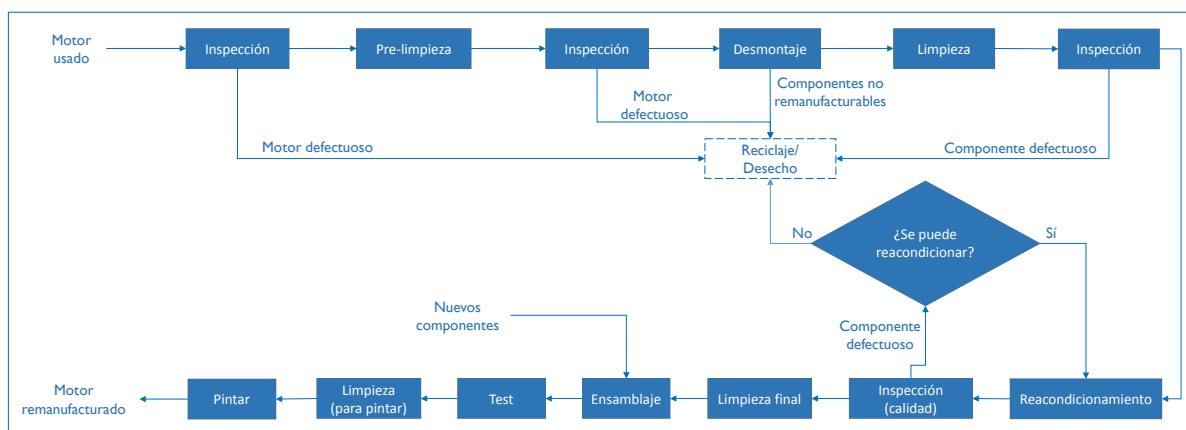 Motor
usado
Inspección
Pre-limpieza
Inspección
Desmontaje
Limpieza
Inspección
Motor
defectuoso
Componentes no
remanufacturables
Motor defectuoso
Reciclaje/
Desecho
Componente defectuoso
No
¿Se puede
reacondicionar?
Sí
Nuevos
componentes
Componente
defectuoso
Motor
remanufacturado
Pintar
Limpieza
(para pintar)
Test
Ensamblaje
Limpieza final
Inspección
(calidad)
Reacondicionamiento